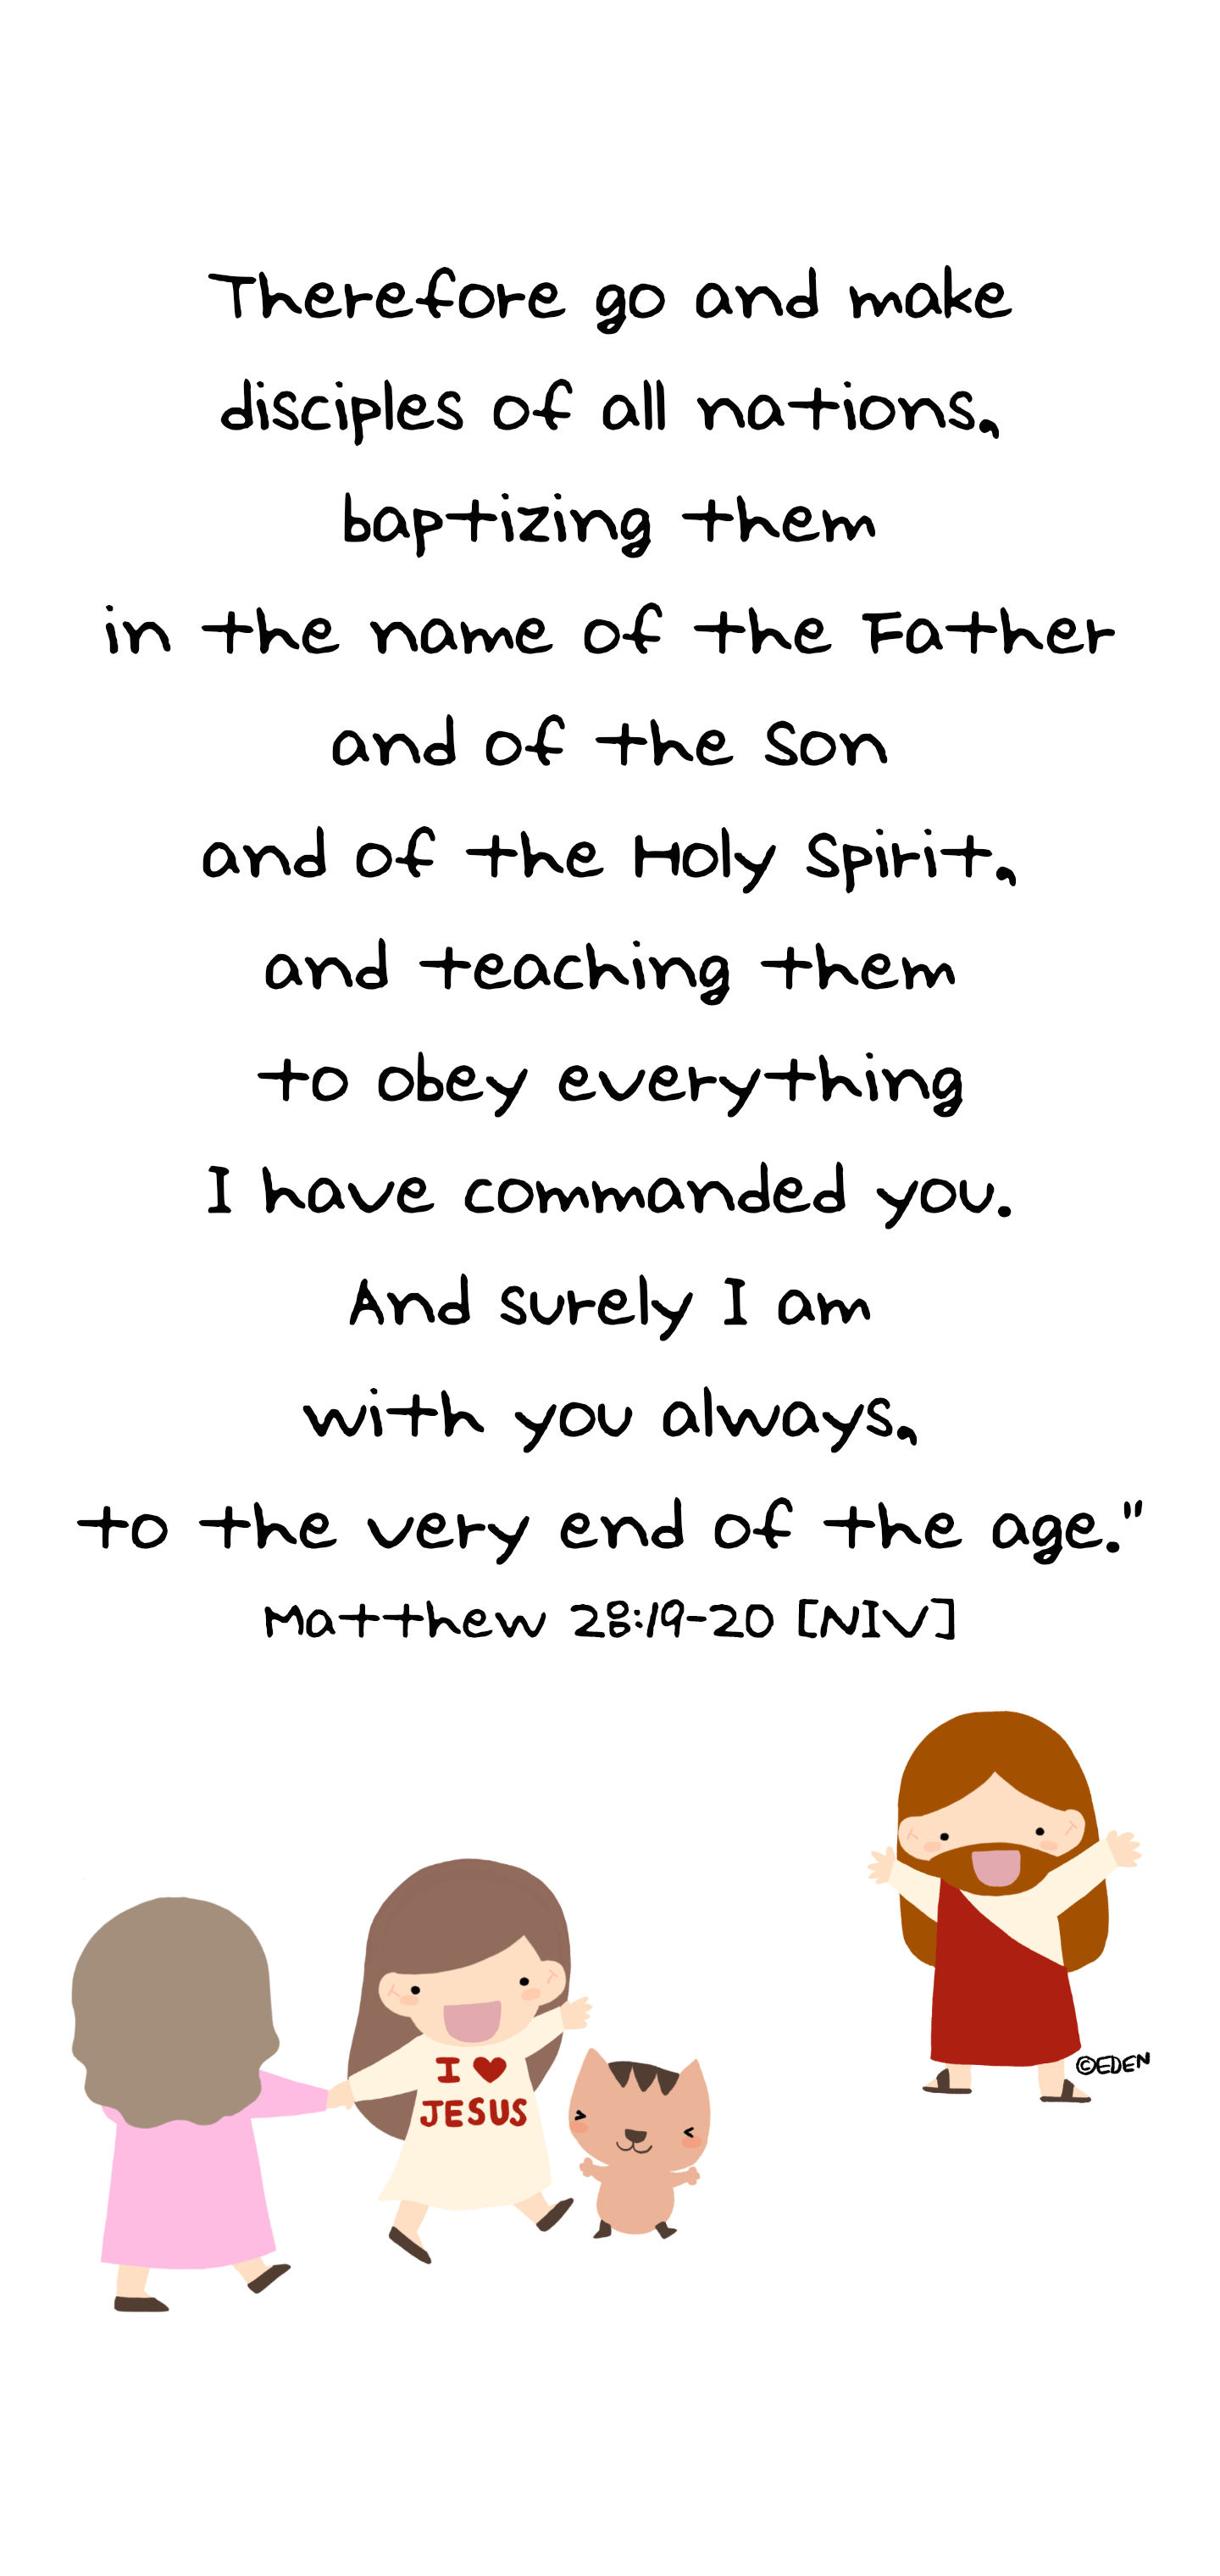 Therefore go and make
disciples of all nations,
baptizing them
in the name of the Father
and of the Son
and of the Holy Spirit,
and teaching them
to obey everything
I have commanded you.
And surely I am
with you always,
to the very end of the age."
Matthew 28:19-20 [NIV]
I ♥
JESUS
©EDEN